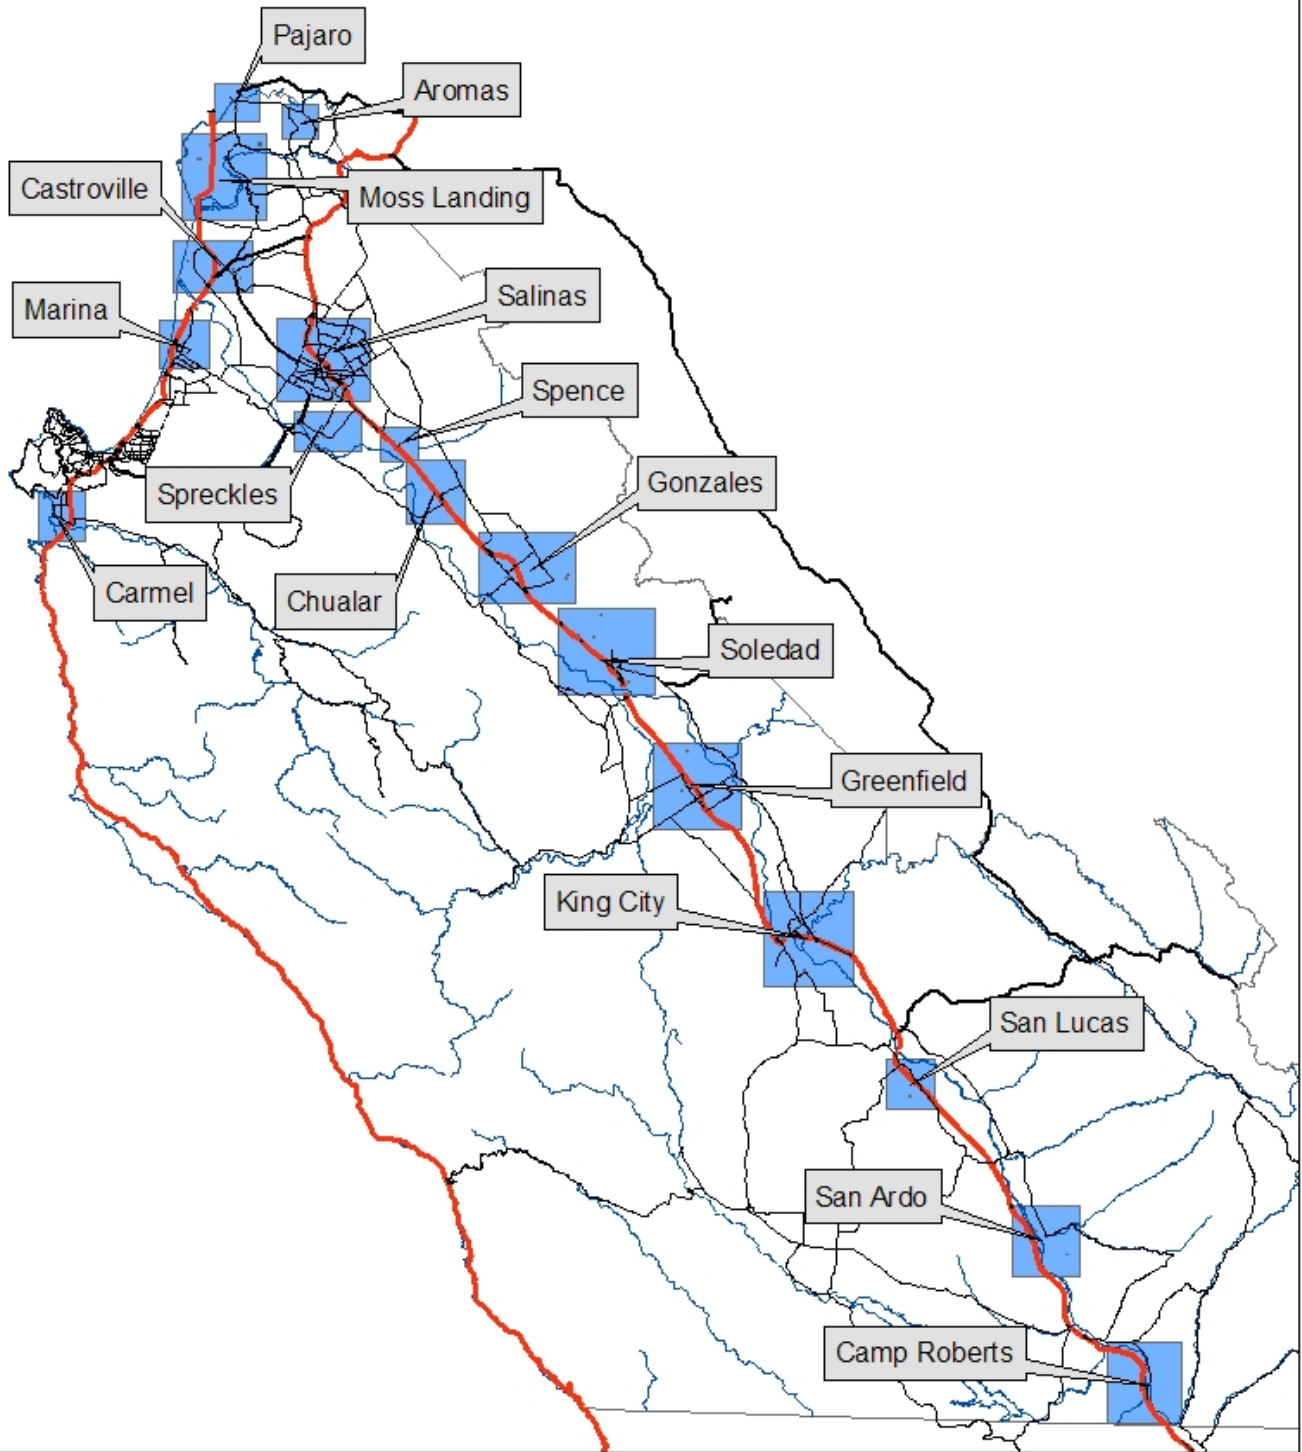 Pajaro
Aromas
Castroville
Moss Landing
Marina
Salinas
Spence
Spreckles
Gonzales
Carmel
Chualar
Soledad
Greenfield
King City
San Lucas
San Ardo
Camp Roberts